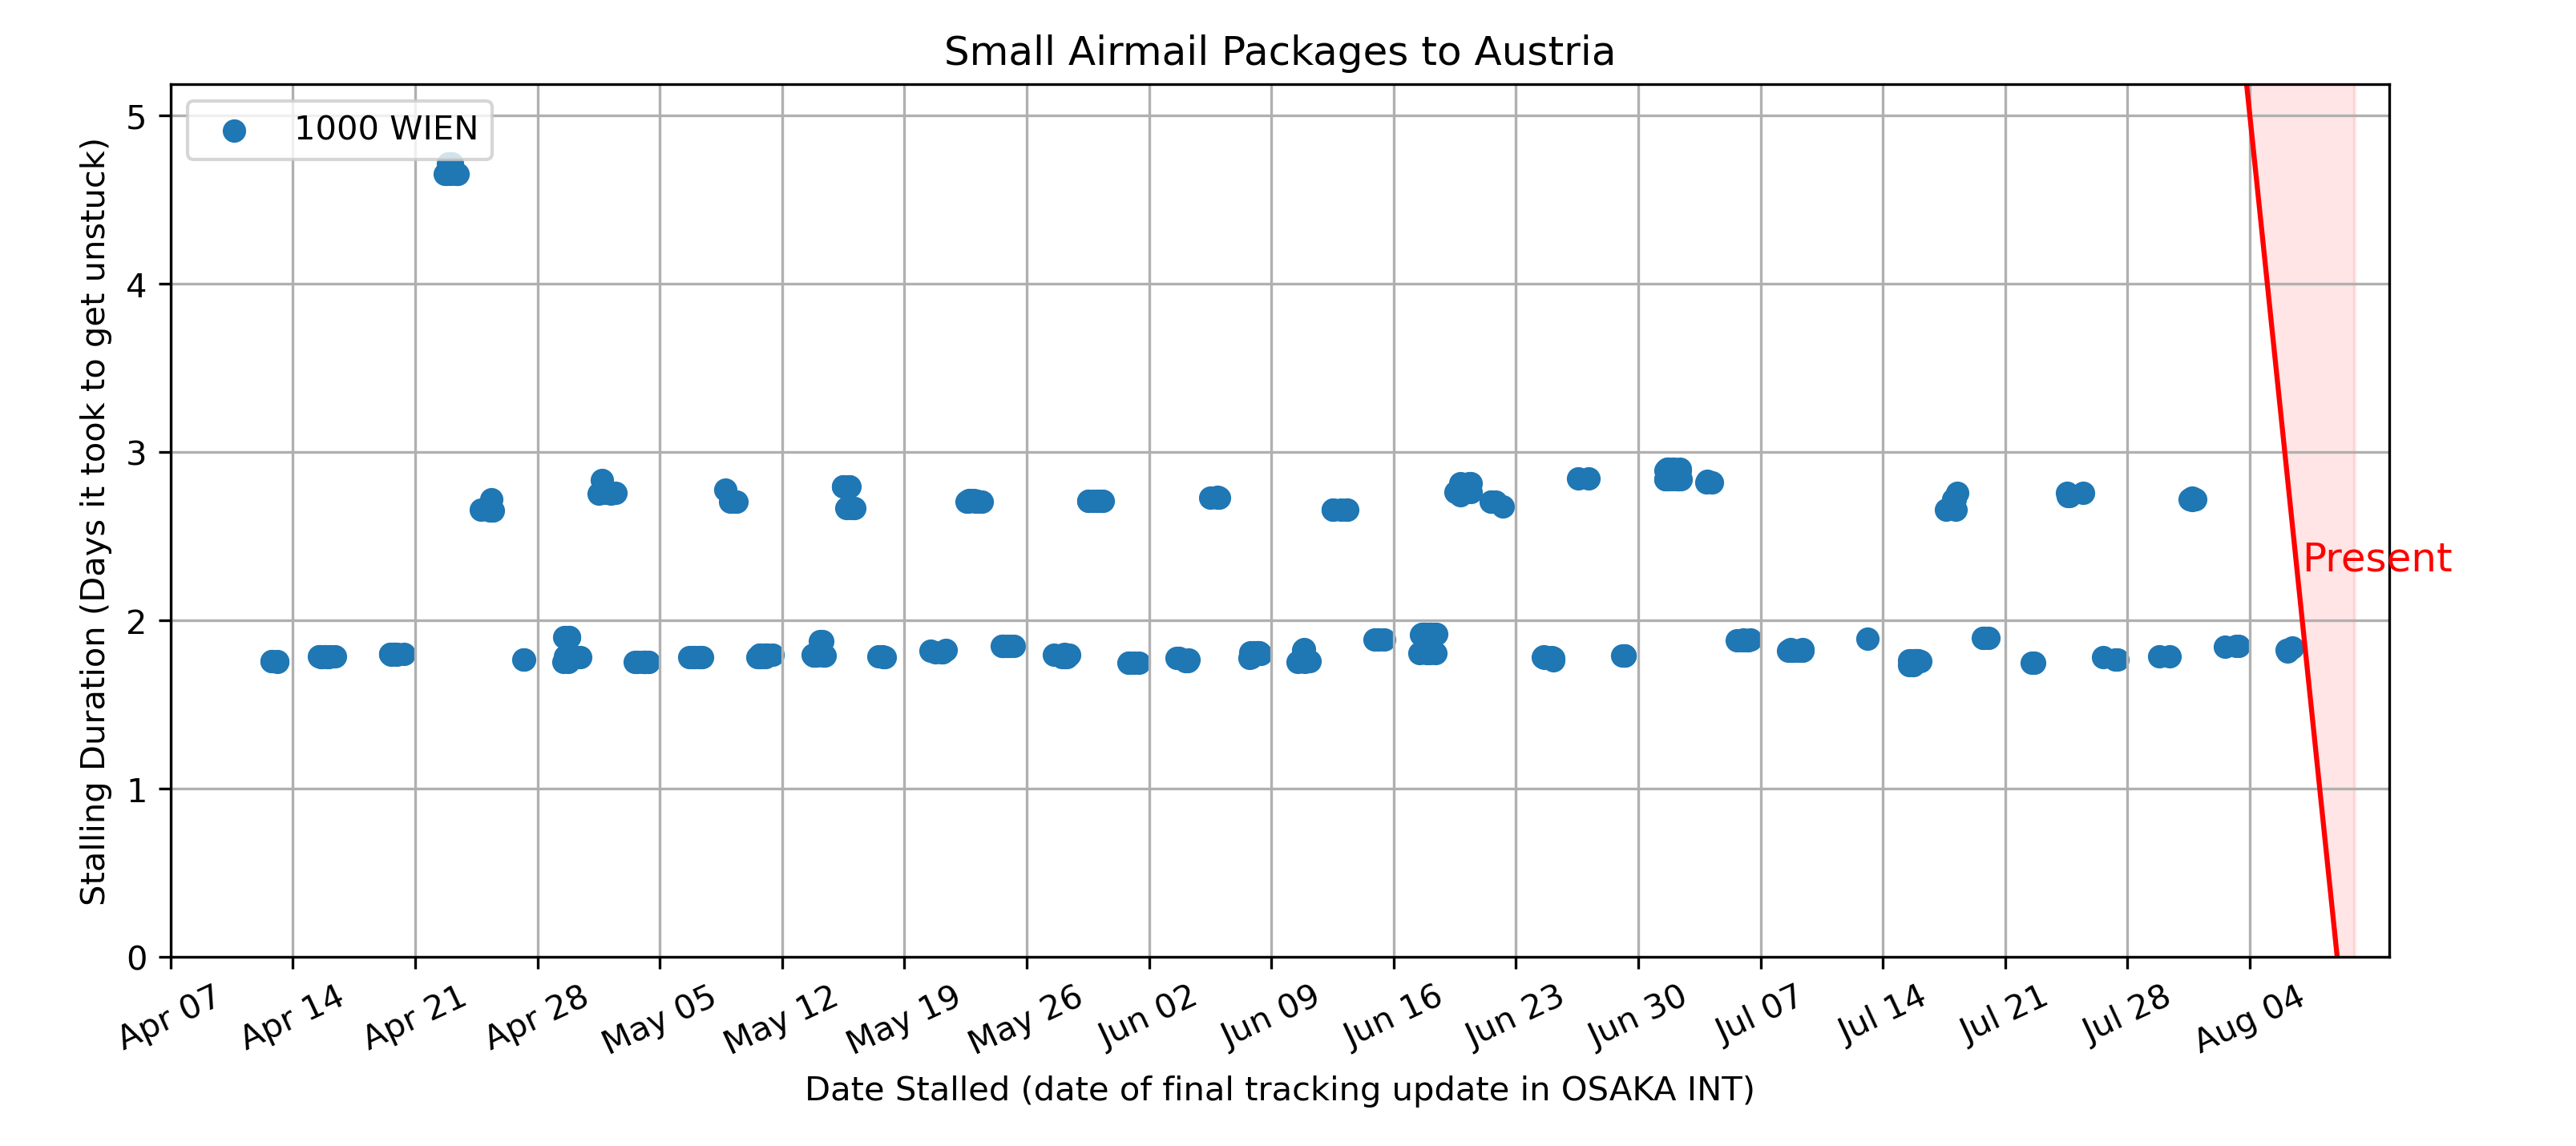 Small Airmail Packages to Austria
1000 WIEN
Stalling Duration (Days it took to get unstuck)
5
4
3
2
1
0
Present
Apr 07
Apr 14
Apr 21
Apr 28
May 05
May 12
May 19
May 26
Jun 02
Jun 09
Jun 16
Jun 23
Jun 30
Jul 07
Jul 14
Jul 21
Jul 28
Aug 04
Date Stalled (date of final tracking update in OSAKA INT)